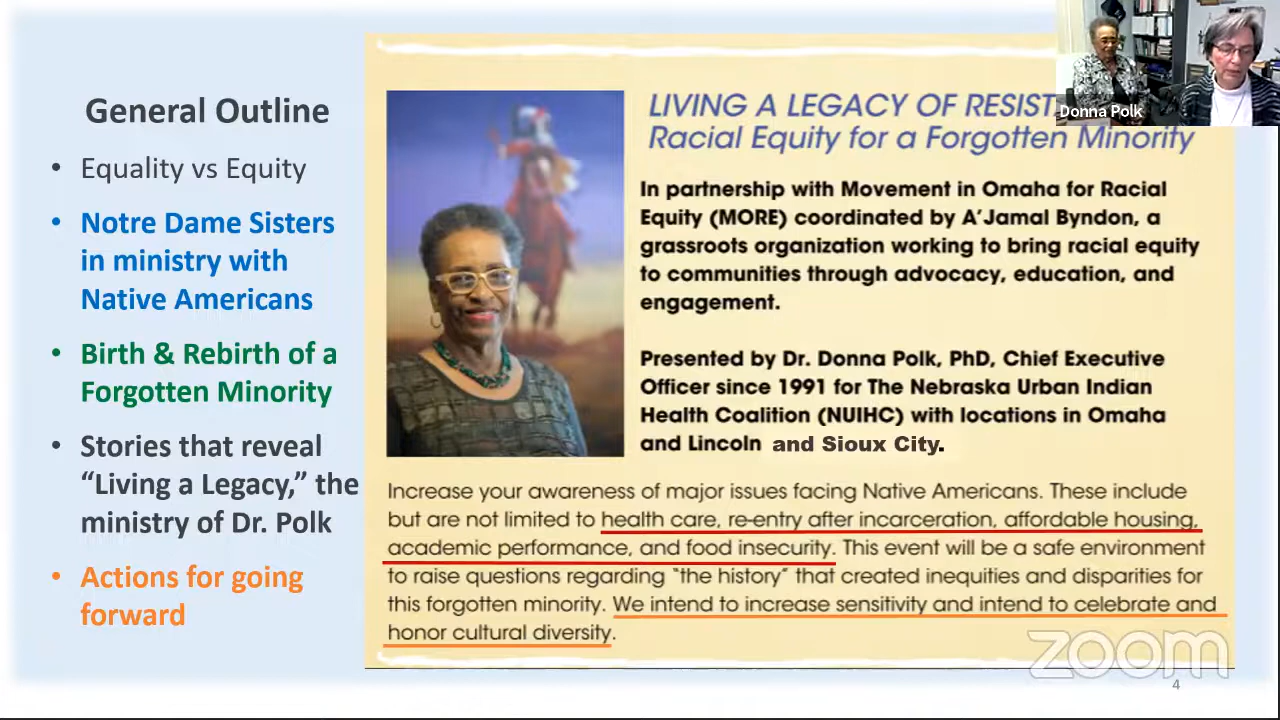 General Outline
• Equality vs Equity
• Notre Dame Sisters
in ministry with
Native Americans
• Birth & Rebirth of a
Forgotten Minority
• Stories that reveal
“Living a Legacy,” the
ministry of Dr. Polk
• Actions for going
forward
LIVING A LEGACY OF
Racial Equity for a Forgotten Minority
In partnership with Movement in Omaha for Racial
Equity (MORE) coordinated by A’Jamal Byndon, a
grassroots organization working to bring racial equity
to communities through advocacy, education, and
engagement.
Presented by Dr. Donna Polk, PhD, Chief Executive
Officer since 1991 for The Nebraska Urban Indian
Health Coalition (NUIHC) with locations in Omaha
and Lincoln and Sioux City.
Increase your awareness of major issues facing Native Americans. These include
but are not limited to health care, re-entry after incarceration, affordable housing,
academic performance, and food insecurity. This event will be a safe environment
to raise questions regarding “the history” that created inequities and disparities for
this forgotten minority. We intend to increase sensitivity and intend to celebrate and
honor cultural diversity.
Donna Polk
zoom
4